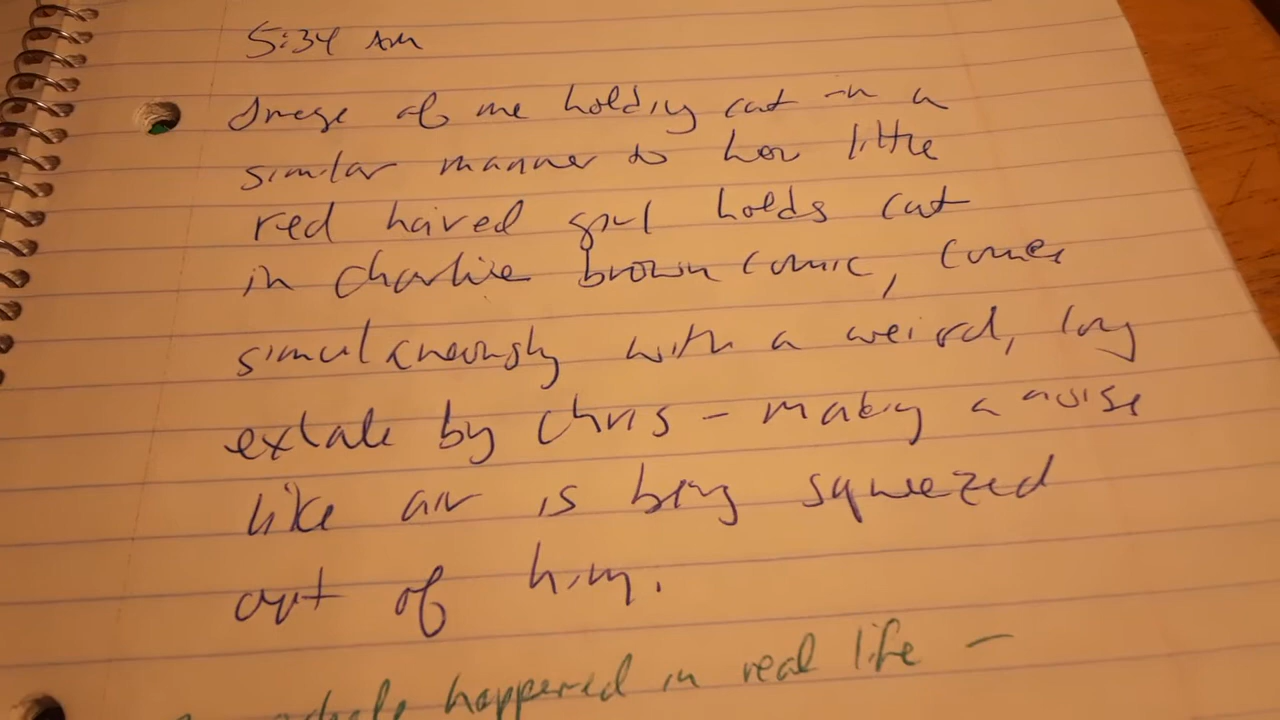 5:34 AM
Image of me holding cat in a
similar manner to how little
red haired girl holds cat
in charlie brown comic, comes
simultaneously with a weird, long
exhale by Chris - making a noise
like air is being squeezed
out of him.
exhale happened in real life -